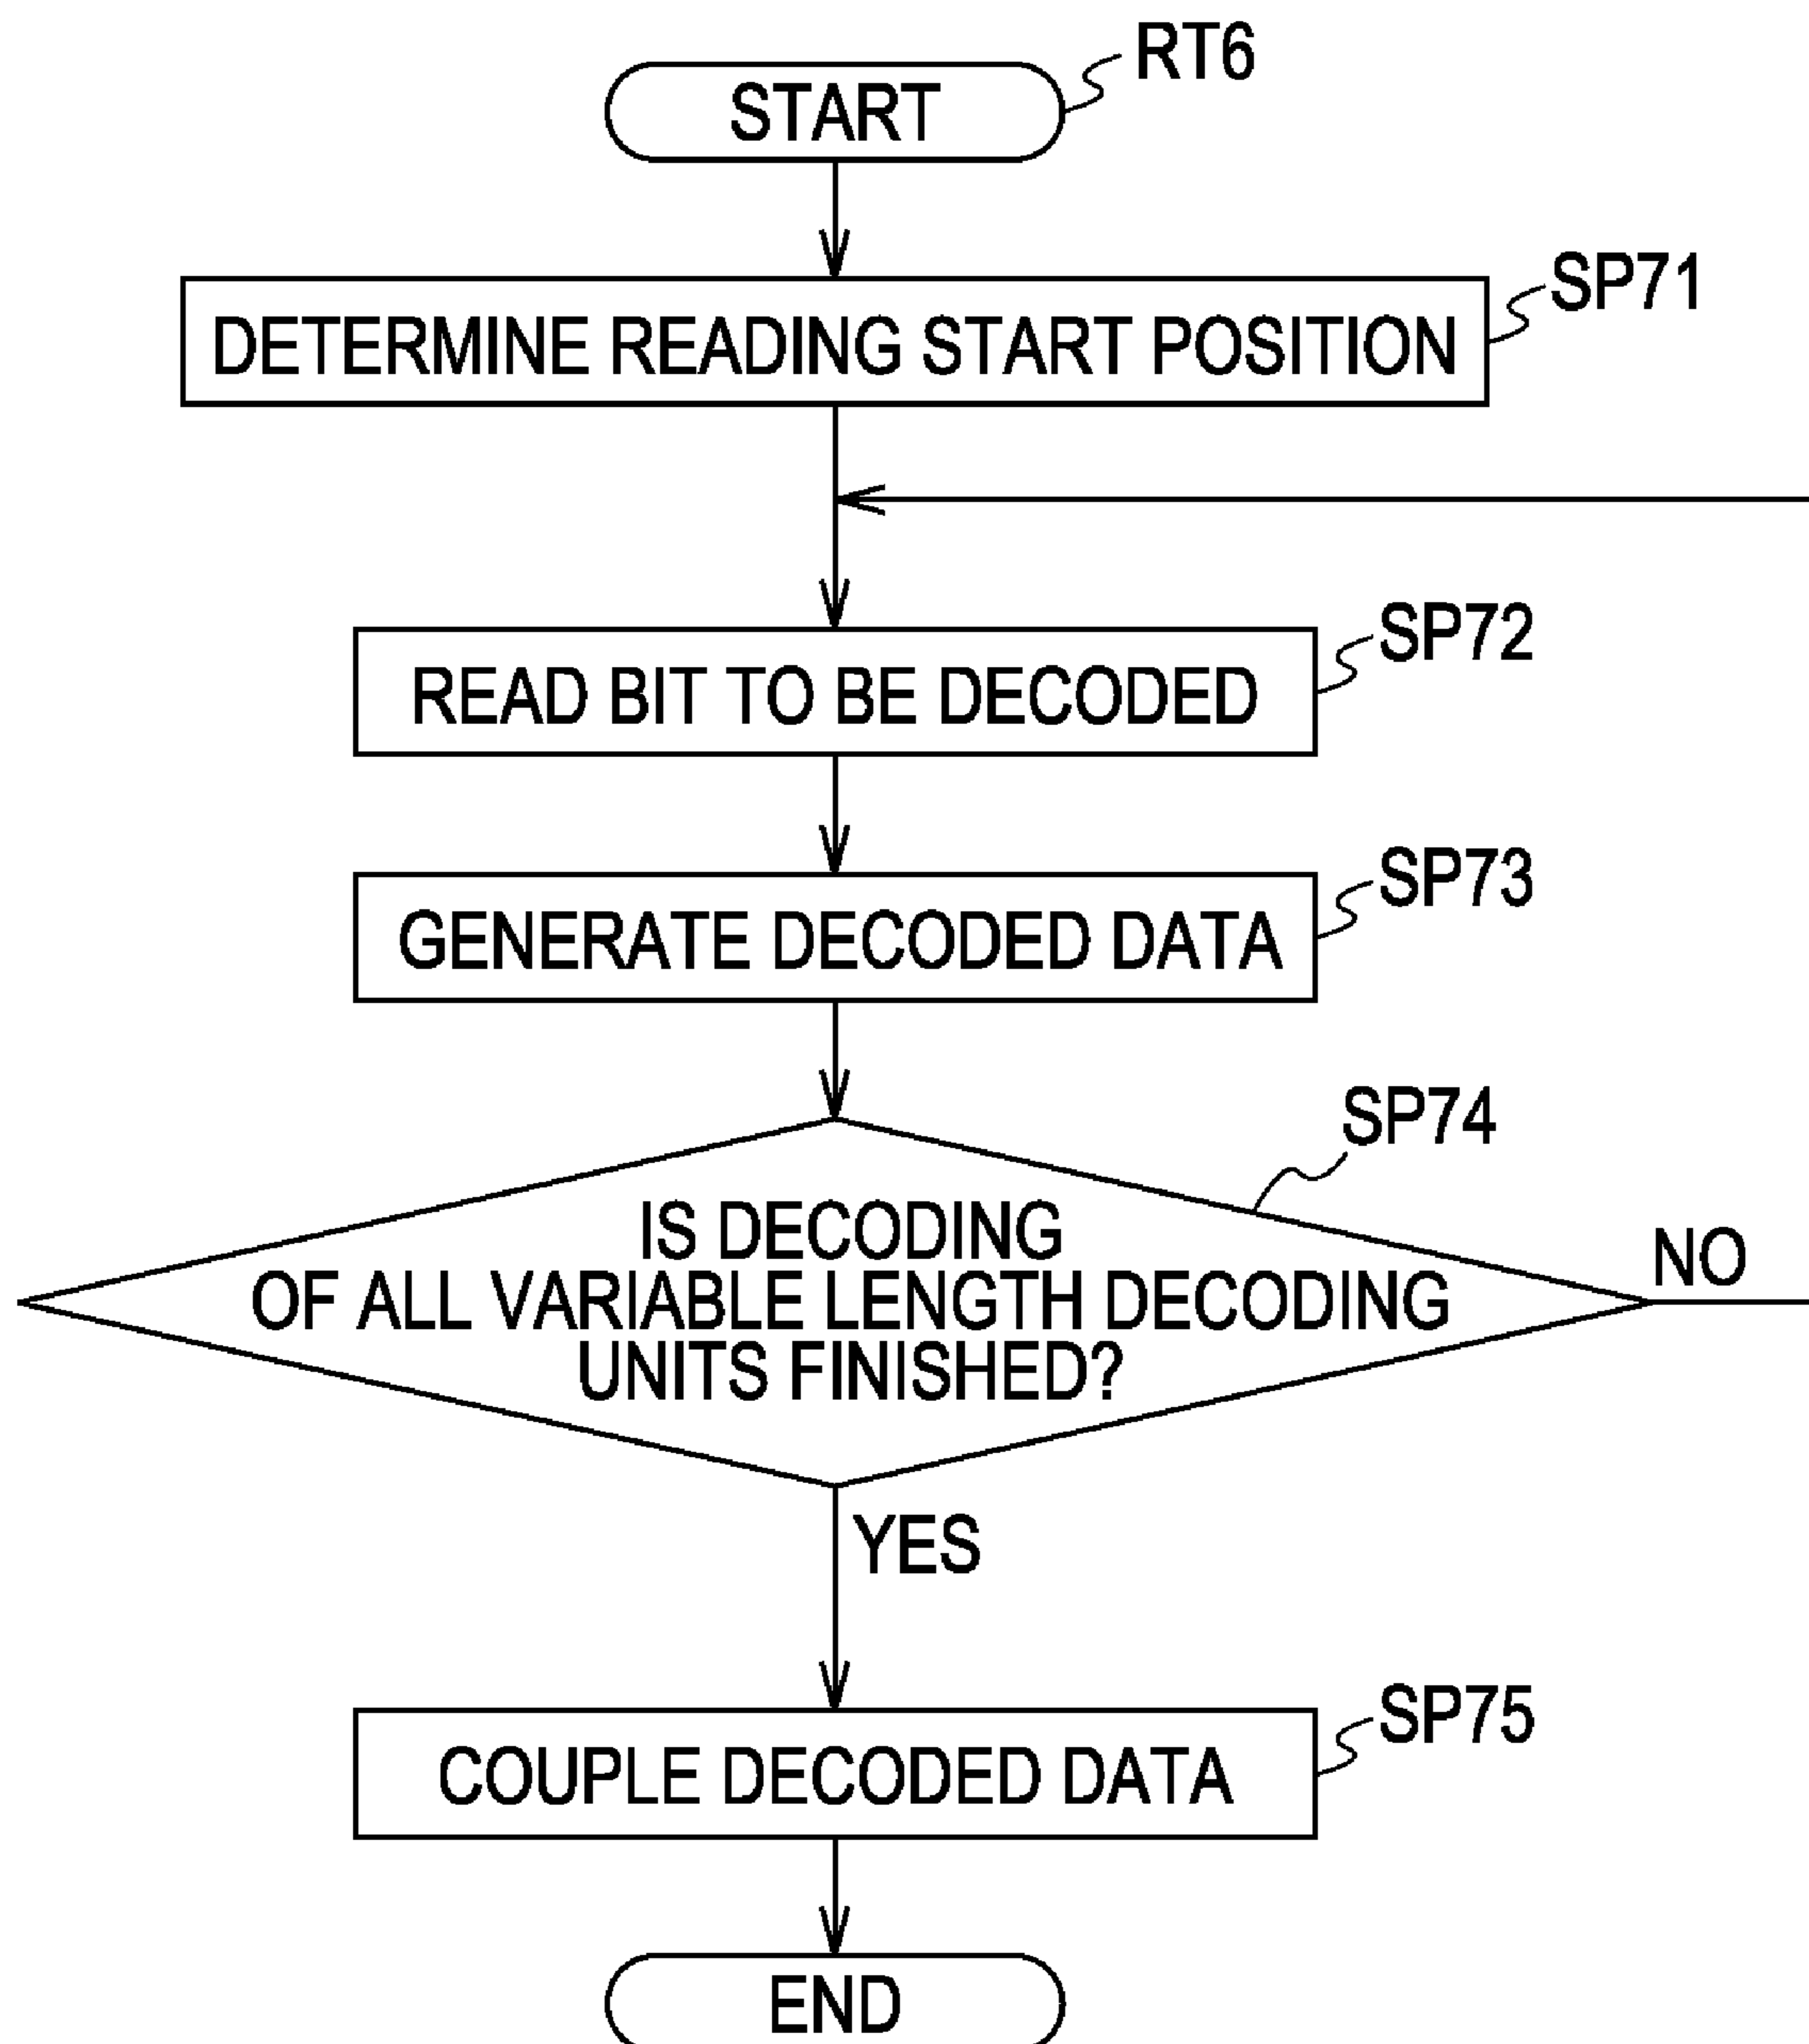 RT6
START
SP71
DETERMINE READING START POSITION
SP72
READ BIT TO BE DECODED
SP73
GENERATE DECODED DATA
SP74
IS DECODING
OF ALL VARIABLE LENGTH DECODING
UNITS FINISHED?
NO
YES
SP75
COUPLE DECODED DATA
END